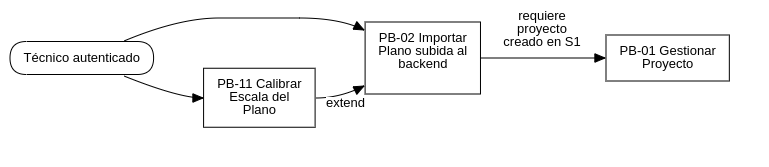 Técnico autenticado
PB-11 Calibrar
Escala del
Plano
extend
PB-02 Importar
Plano subida al
backend
requiere
proyecto
creado en S1
PB-01 Gestionar
Proyecto